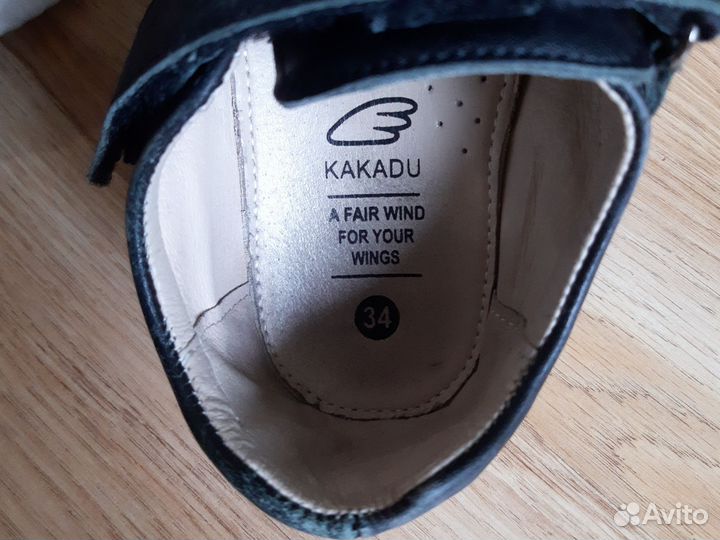 KAKADU
A FAIR WIND
FOR YOUR
WINGS
34
Avito